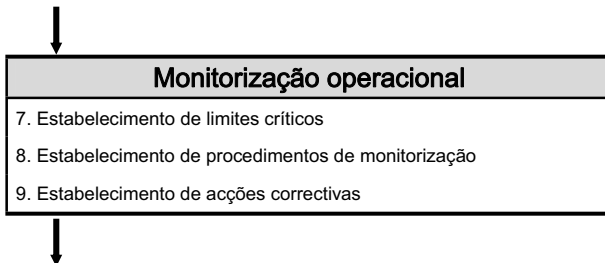 Monitorização operacional
7. Estabelecimento de limites críticos
8. Estabelecimento de procedimentos de monitorização
9. Estabelecimento de acções correctivas